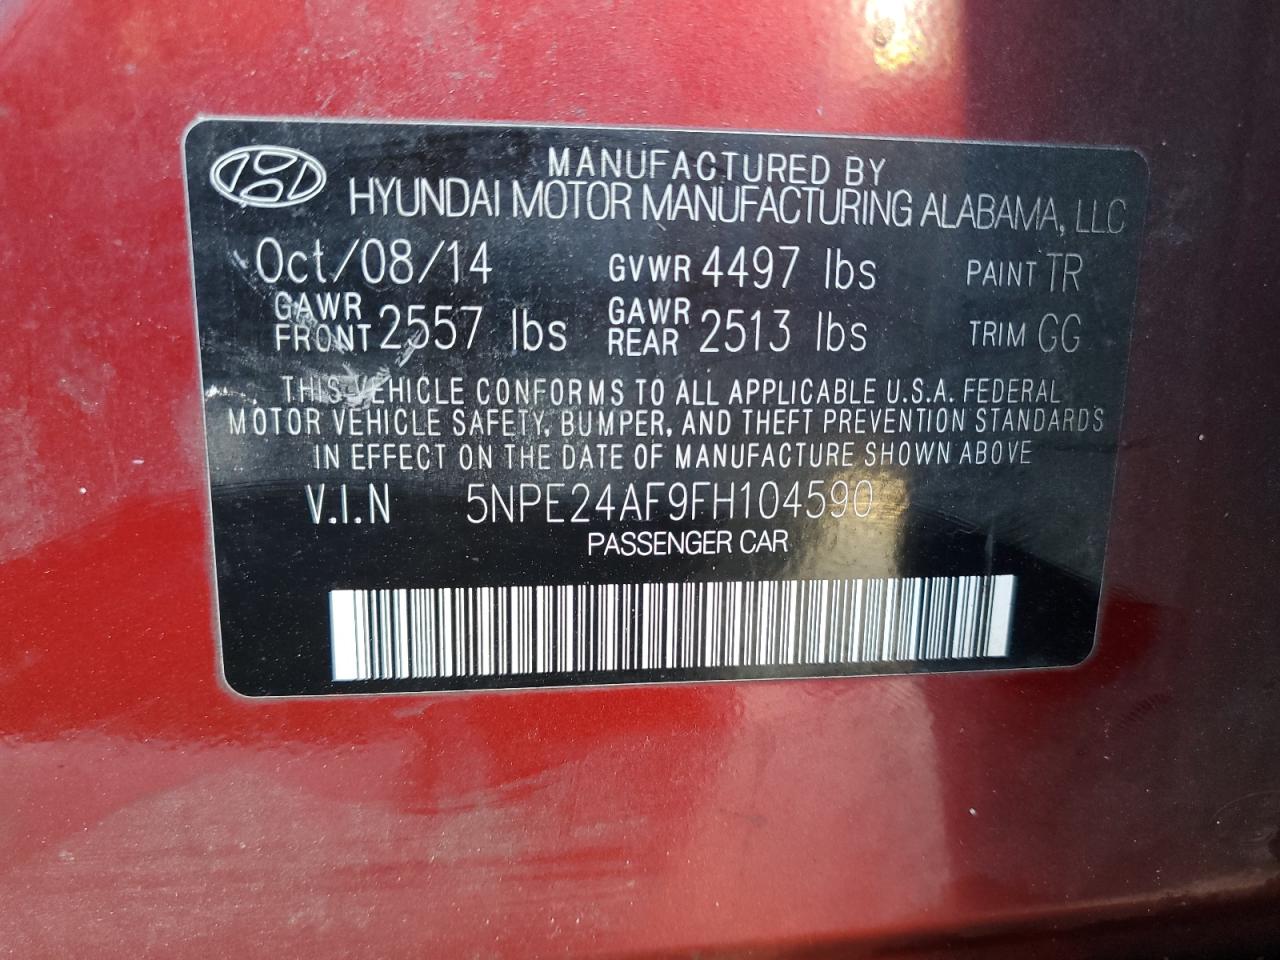 MANUFACTURED BY
HYUNDAI MOTOR MANUFACTURING ALABAMA, LLC
Oct/08/14 GVWR 4497 lbs PAINT TR
GAWR FRONT 2557 lbs GAWR REAR 2513 lbs TRIM GG
THIS VEHICLE CONFORMS TO ALL APPLICABLE U.S.A. FEDERAL
MOTOR VEHICLE SAFETY, BUMPER, AND THEFT PREVENTION STANDARDS
IN EFFECT ON THE DATE OF MANUFACTURE SHOWN ABOVE
V.I.N 5NPE24AF9FH104590
PASSENGER CAR